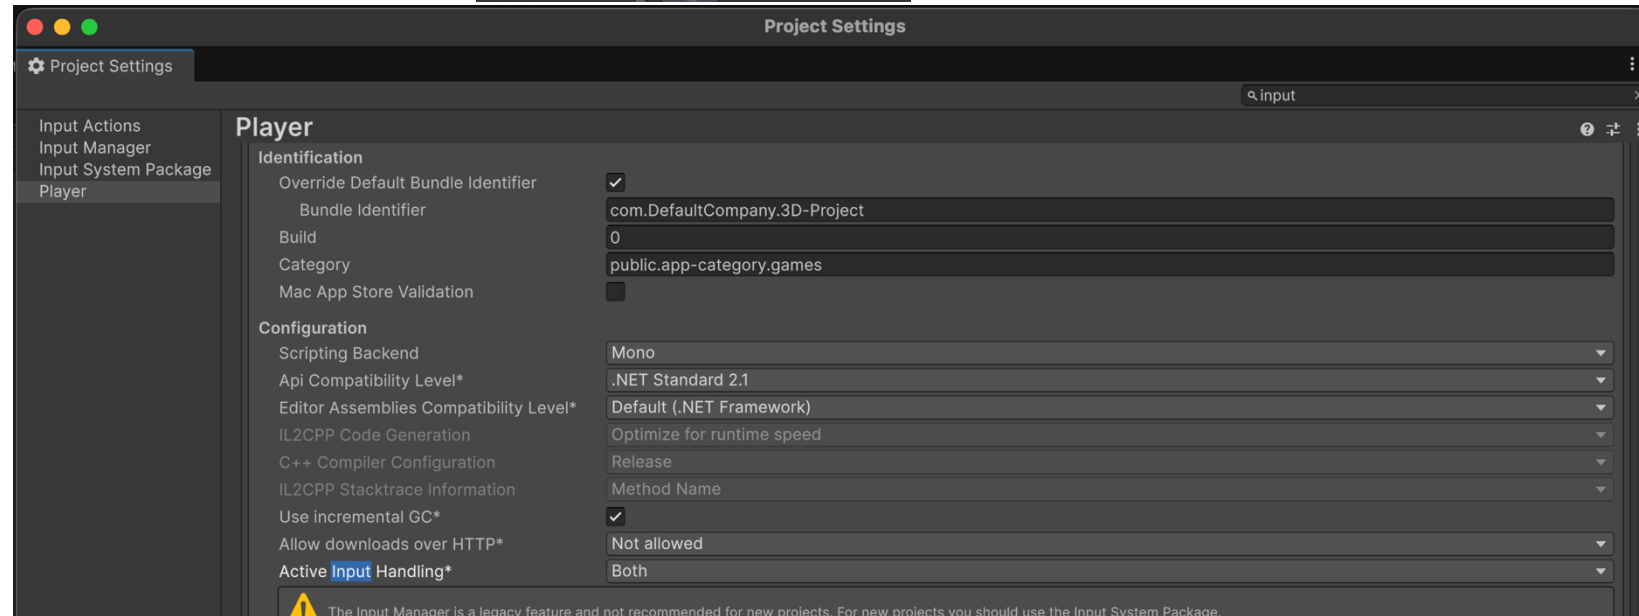 Project Settings
Project Settings
input
Input Actions
Input Manager
Input System Package
Player
Player
Identification
Override Default Bundle Identifier
Bundle Identifier com.DefaultCompany.3D-Project
Build 0
Category public.app-category.games
Mac App Store Validation
Configuration
Scripting Backend Mono
Api Compatibility Level* .NET Standard 2.1
Editor Assemblies Compatibility Level* Default (.NET Framework)
IL2CPP Code Generation Optimize for runtime speed
C++ Compiler Configuration Release
IL2CPP Stacktrace Information Method Name
Use incremental GC*
Allow downloads over HTTP* Not allowed
Active Input Handling* Both
The Input Manager is a legacy feature and not recommended for new projects. For new projects you should use the Input System Package.